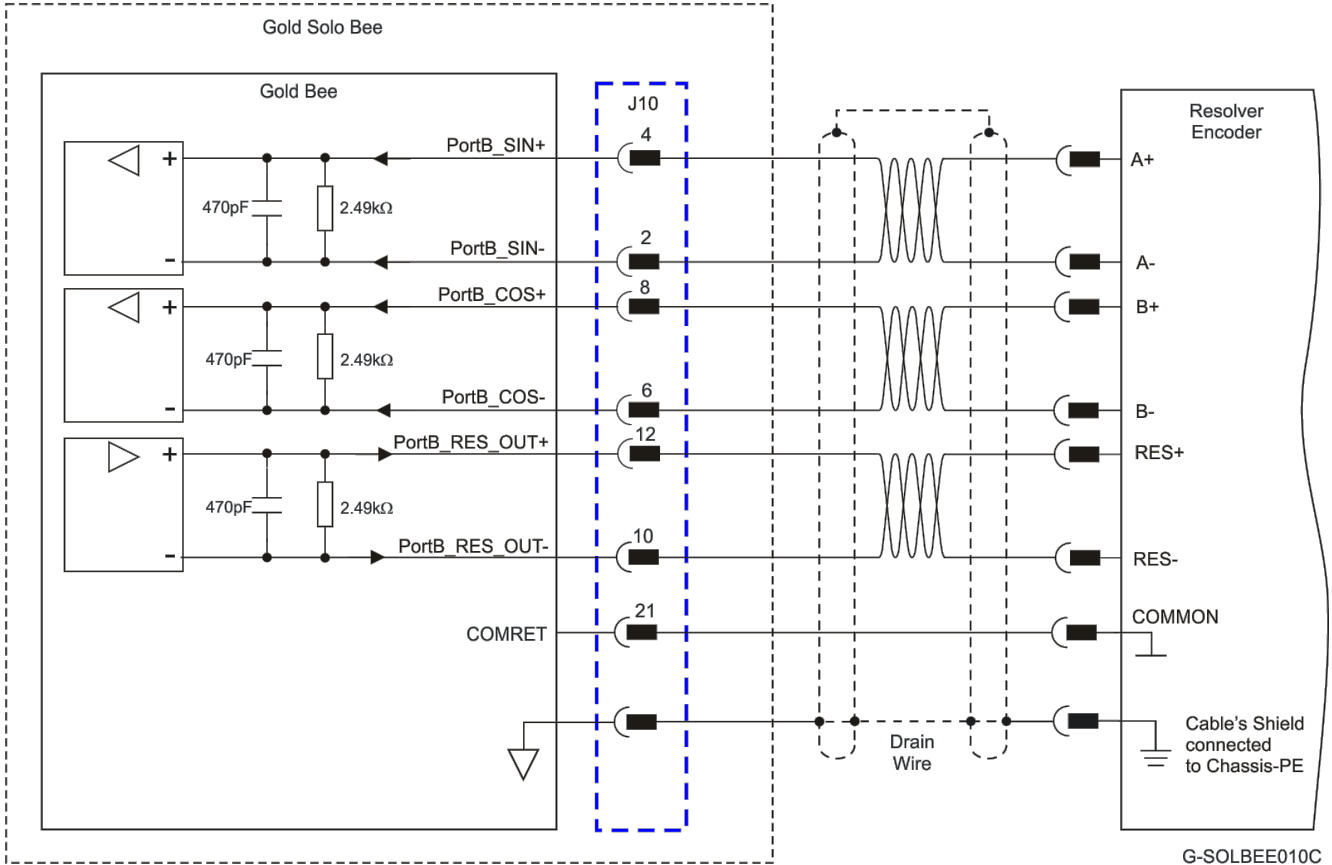 Gold Solo Bee
Gold Bee
J10
Resolver
Encoder
+
PortB_SIN+
4
A+
470pF
2.49kΩ
-
PortB_SIN-
2
A-
+
PortB_COS+
8
B+
470pF
2.49kΩ
-
PortB_COS-
6
B-
+
PortB_RES_OUT+
12
RES+
470pF
2.49kΩ
-
PortB_RES_OUT-
10
RES-
COMRET
21
COMMON
Drain
Wire
Cable's Shield
connected
to Chassis-PE
G-SOLBEE010C